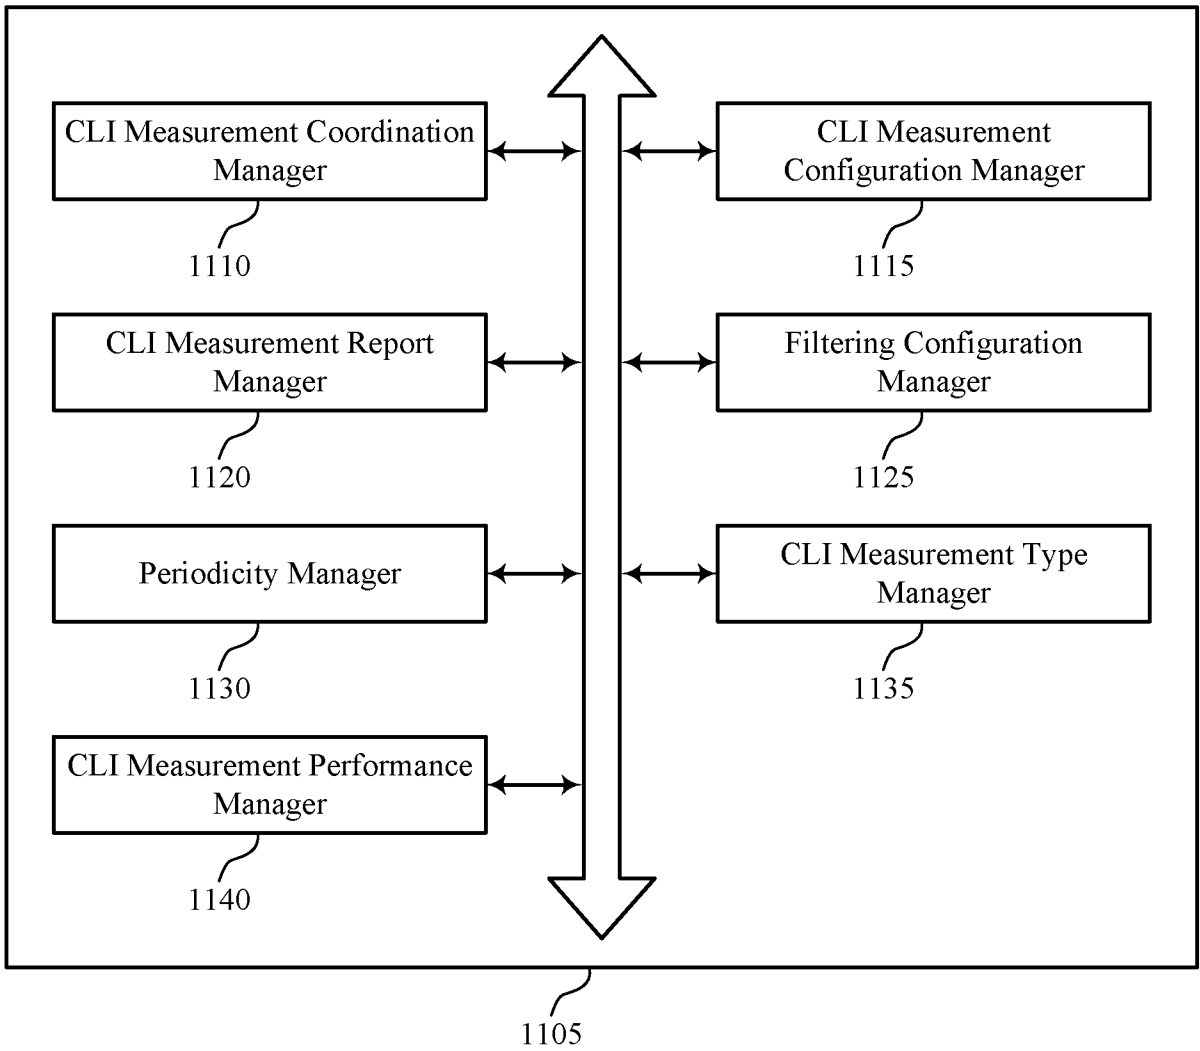 CLI Measurement Coordination
Manager
1110
CLI Measurement
Configuration Manager
1115
CLI Measurement Report
Manager
1120
Filtering Configuration
Manager
1125
Periodicity Manager
1130
CLI Measurement Type
Manager
1135
CLI Measurement Performance
Manager
1140
1105